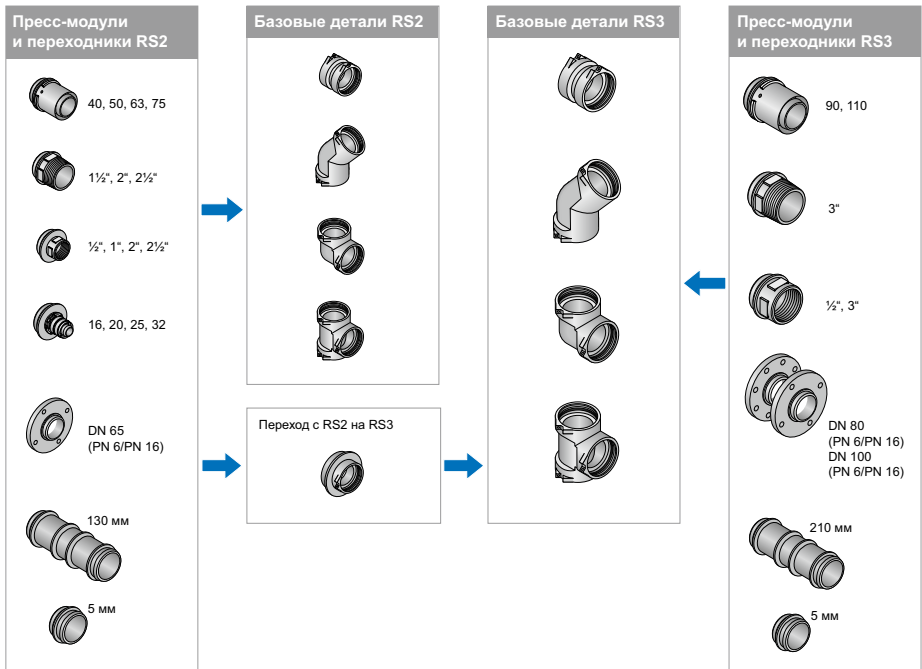 Пресс-модули
и переходники RS2
40, 50, 63, 75
1½“, 2“, 2½“
½“, 1“, 2“, 2½“
16, 20, 25, 32
DN 65
(PN 6/PN 16)
130 мм
5 мм
Базовые детали RS2
Переход с RS2 на RS3
Базовые детали RS3
Пресс-модули
и переходники RS3
90, 110
3“
½“, 3“
DN 80
(PN 6/PN 16)
DN 100
(PN 6/PN 16)
210 мм
5 мм